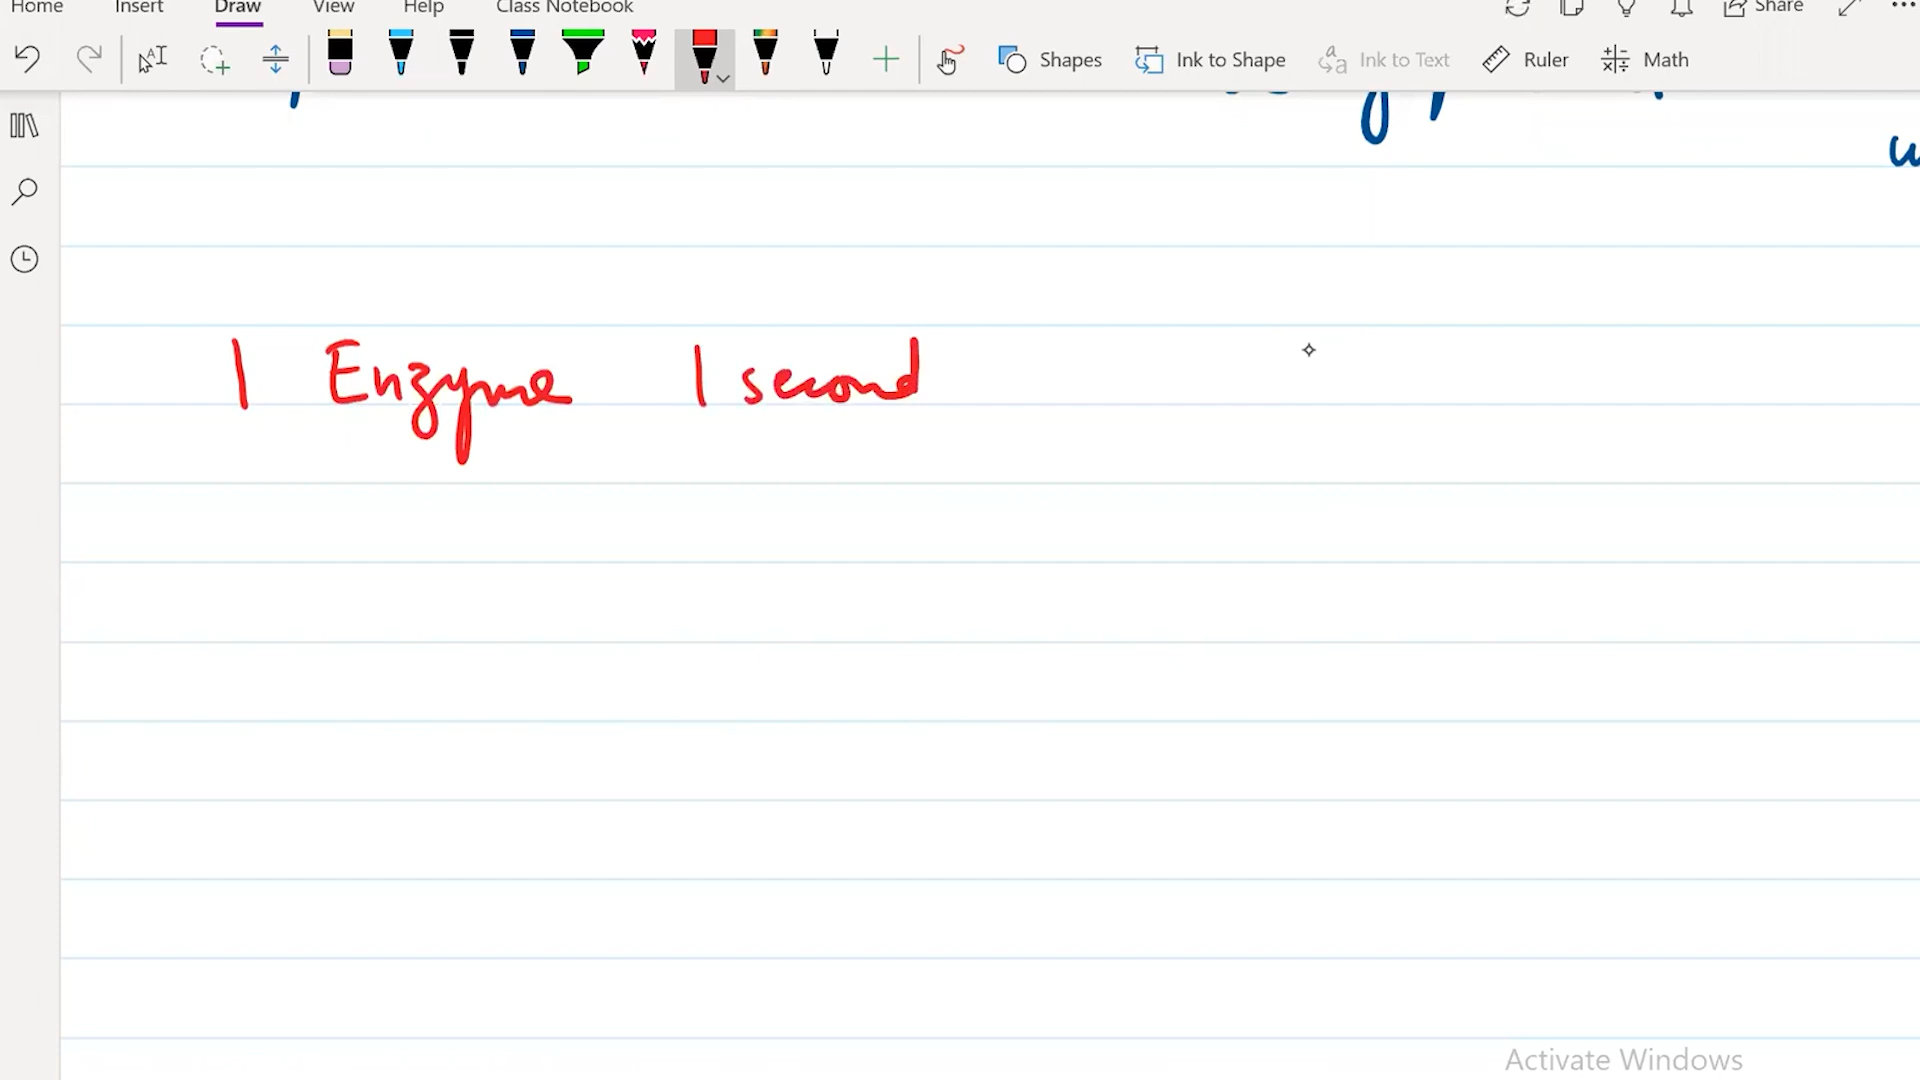 Home Insert Draw View Help Class Notebook Share
Shapes Ink to Shape Ink to Text Ruler Math
1 Enzyme 1 second
Activate Windows